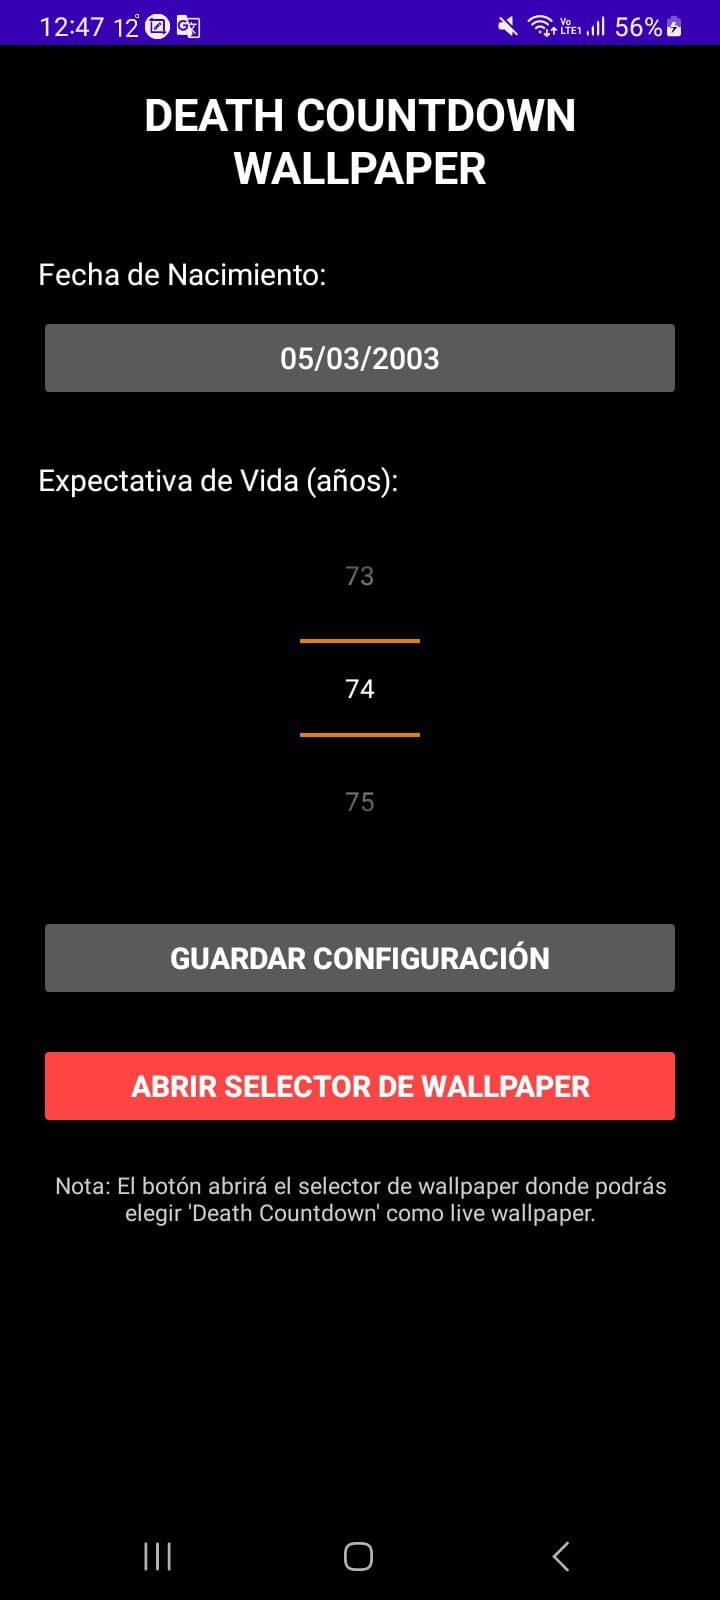 12:47 12° Vo LTE1 56%
DEATH COUNTDOWN
WALLPAPER
Fecha de Nacimiento:
05/03/2003
Expectativa de Vida (años):
73
74
75
GUARDAR CONFIGURACIÓN
ABRIR SELECTOR DE WALLPAPER
Nota: El botón abrirá el selector de wallpaper donde podrás
elegir 'Death Countdown' como live wallpaper.